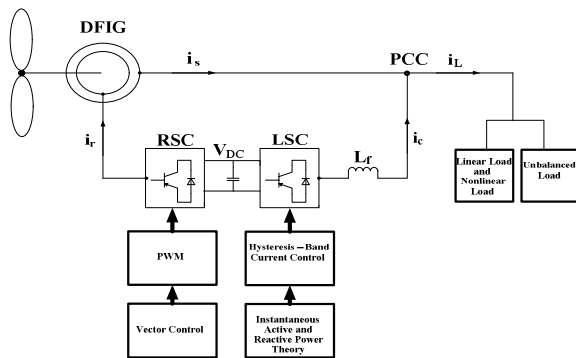 DFIG
i_s
PCC
i_L
i_r
RSC
V_DC
LSC
L_f
i_c
Linear Load
and
Nonlinear
Load
Unbalanced
Load
PWM
Hysteresis – Band
Current Control
Vector Control
Instantaneous
Active and
Reactive Power
Theory